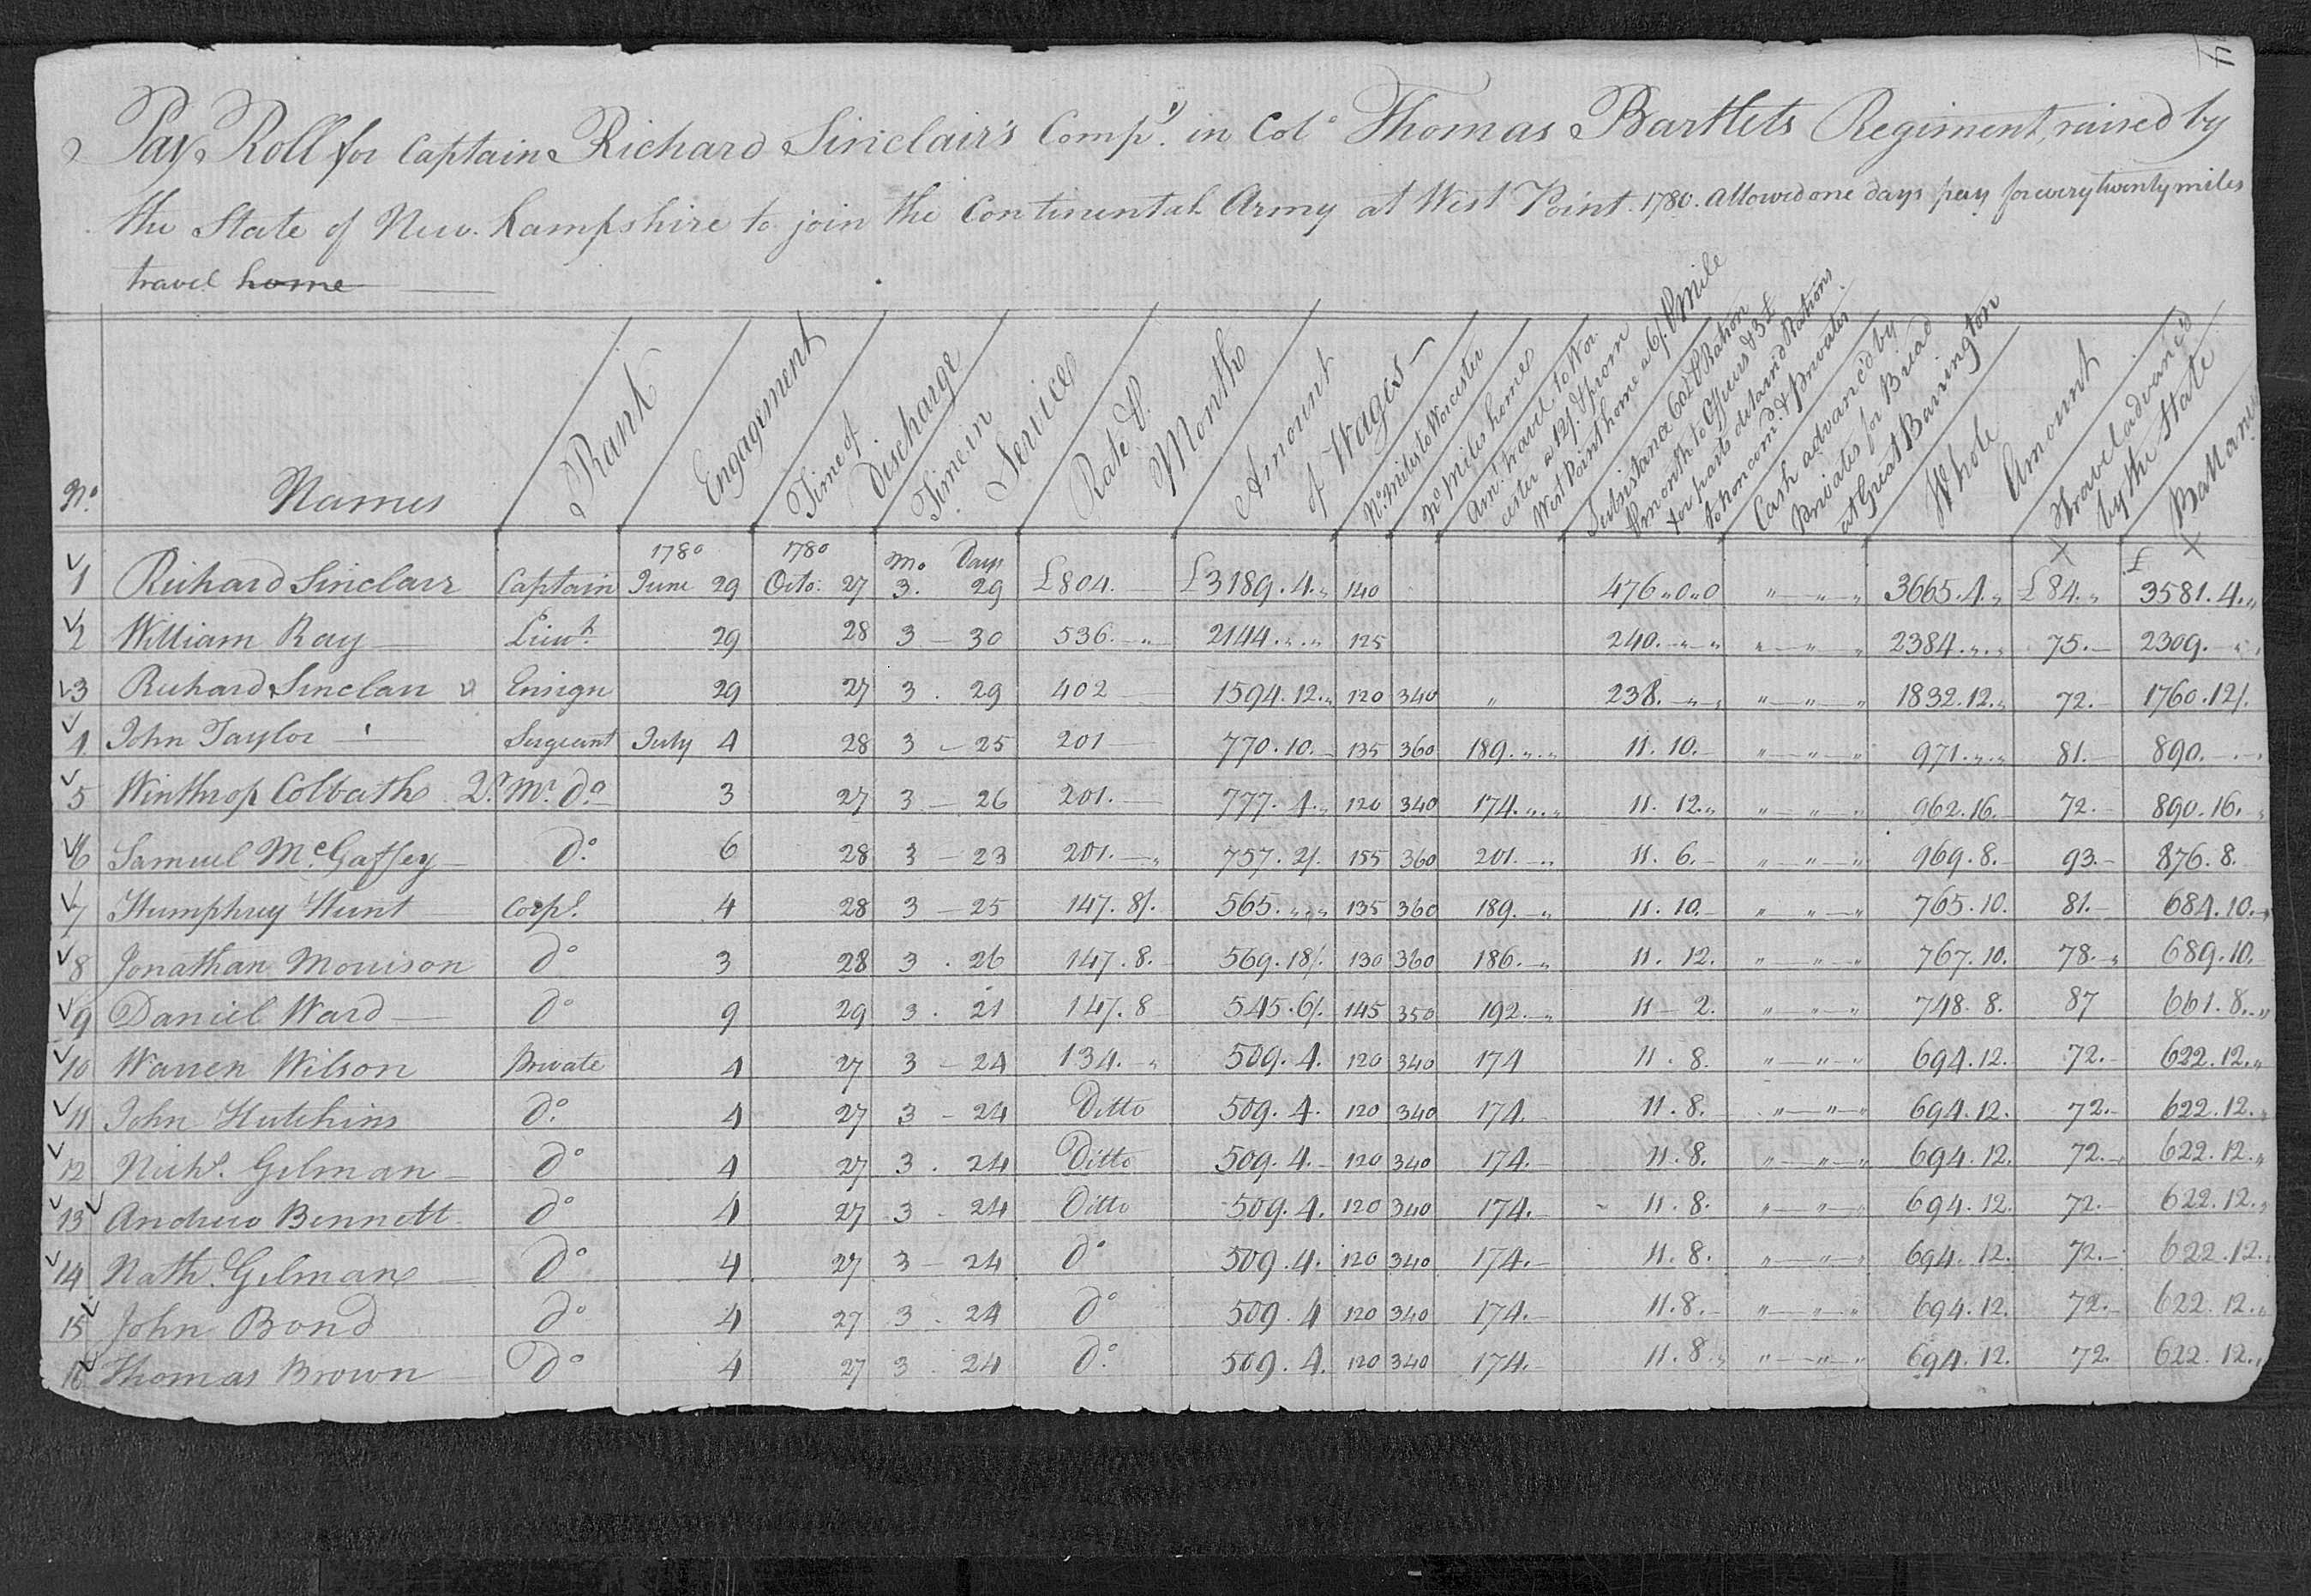 Pay Roll for Captain Richard Sinclair's Compy. in Colo Thomas Bartlets Regiment, raised by
the State of New Hampshire to join the Continental Army at West Point. 1780. Allowed one days pay for every twenty miles
travel home
No. Names Rank Engagement Time of Discharge Time in Service Rate P. Month Amount of Wages No. Miles to Worcester No. Miles home Amt. travel to Wor- cester a 12/. & from West Point home a 6/. P Mile Subsistance 60 £ P Ration P month to Officers & 3 £ for parts detaind Rations to non com'd. & privates Cash advanc'd by privates for Bread at Great Barrington Whole Amount Travel advanc'd by the State Ballance
1780 1780 Mo Days
1 Richard Sinclair Captain June 29 Octo. 27 3. 29 £804. £3189.4.„ 140 476„0„0 „ „ „ 3665.4.„ £84.„ £ 3581.4.„
2 William Ray Lieut. 29 28 3 – 30 536.–„ 2144.„.„ 125 240.–„–„ „ „ „ 2384.„.„ 75.– 2309.–„
3 Richard Sinclair Ensign 29 27 3 . 29 402 1594.12.„ 120 340 „ 238.–„–„ „ „ „ 1832.12.„ 72.– 1760.12/.
4 John Taylor Sergeant July 4 28 3 – 25 201 770.10.– 135 360 189.„.„ 11.10.– „ „ „ 971.„.„ 81.– 890.–.–
5 Winthrop Colbath Qr. Mr. do. 3 27 3 – 26 201.– 777.4.„ 120 340 174.„.„ 11.12.„ „ „ „ 962.16.– 72.– 890.16.
6 Samuel McGaffey do. 6 28 3 – 23 201.–„ 757.2/. 155 360 201.–„ 11.6.– „ „ „ 969.8.– 93.– 876.8.
7 Humphrey Hunt Corpl. 4 28 3 – 25 147.8/. 565.„.„ 135 360 189.–„ 11.10.– „ „ „ 765.10. 81.– 684.10.–
8 Jonathan Morrison do 3 28 3 . 26 147.8. 569.18/. 130 360 186.–„ 11.12. „ „ „ 767.10. 78.–„ 689.10.
9 Daniel Ward do 9 29 3 . 21 147.8 545.6/. 145 350 192.–„ 11–2. „ „ „ 748.8. 87 661.8.„
10 Warren Wilson Private 4 27 3 – 24 134.–„ 509.4. 120 340 174 11.8. „ „ „ 694.12. 72.– 622.12.„
11 John Hutchins do. 4 27 3 – 24 Ditto 509.4. 120 340 174. 11.8. „ „ „ 694.12. 72.– 622.12.
12 Nichs. Gilman do 4 27 3 . 24 Ditto 509.4.– 120 340 174.– 11.8. „ „ „ 694.12. 72.– 622.12.„
13 Andrew Bennett do 4 27 3 – 24 Ditto 509.4. 120 340 174.– 11.8. „ „ „ 694.12. 72.– 622.12.„
14 Nath. Gilman do 4 27 3 – 24 do 509.4. 120 340 174.– 11.8. „ „ „ 694.12. 72.– 622.12.
15 John Bond do 4 27 3 . 24 do 509.4 120 340 174.– 11.8.– „ „ „ 694.12. 72.– 622.12.„
16 Thomas Brown Do 4 27 3 . 24 do. 509.4. 120 340 174.– 11.8.„ „ „ „ 694.12. 72. 622.12.„